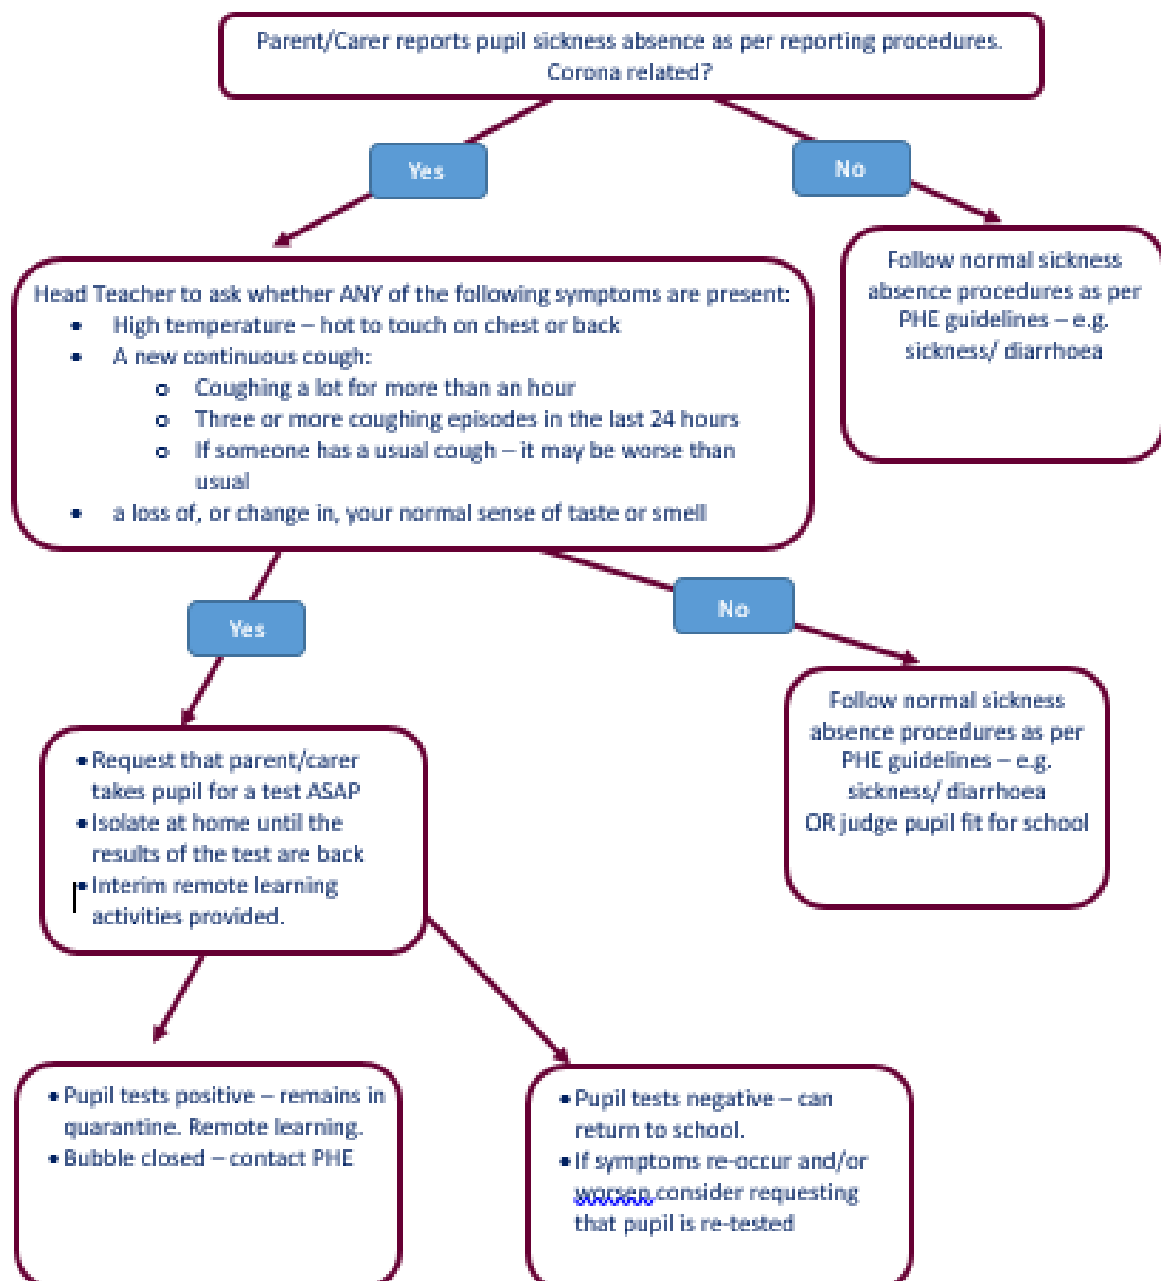 Parent/Carer reports pupil sickness absence as per reporting procedures.
Corona related?
Yes
No
Follow normal sickness
absence procedures as per
PHE guidelines – e.g.
sickness/ diarrhoea
Head Teacher to ask whether ANY of the following symptoms are present:
• High temperature – hot to touch on chest or back
• A new continuous cough:
o Coughing a lot for more than an hour
o Three or more coughing episodes in the last 24 hours
o If someone has a usual cough – it may be worse than
usual
• a loss of, or change in, your normal sense of taste or smell
Yes
No
Follow normal sickness
absence procedures as per
PHE guidelines – e.g.
sickness/ diarrhoea
OR judge pupil fit for school
• Request that parent/carer
takes pupil for a test ASAP
• Isolate at home until the
results of the test are back
• Interim remote learning
activities provided.
• Pupil tests positive – remains in
quarantine. Remote learning.
• Bubble closed – contact PHE
• Pupil tests negative – can
return to school.
• If symptoms re-occur and/or
worsen consider requesting
that pupil is re-tested